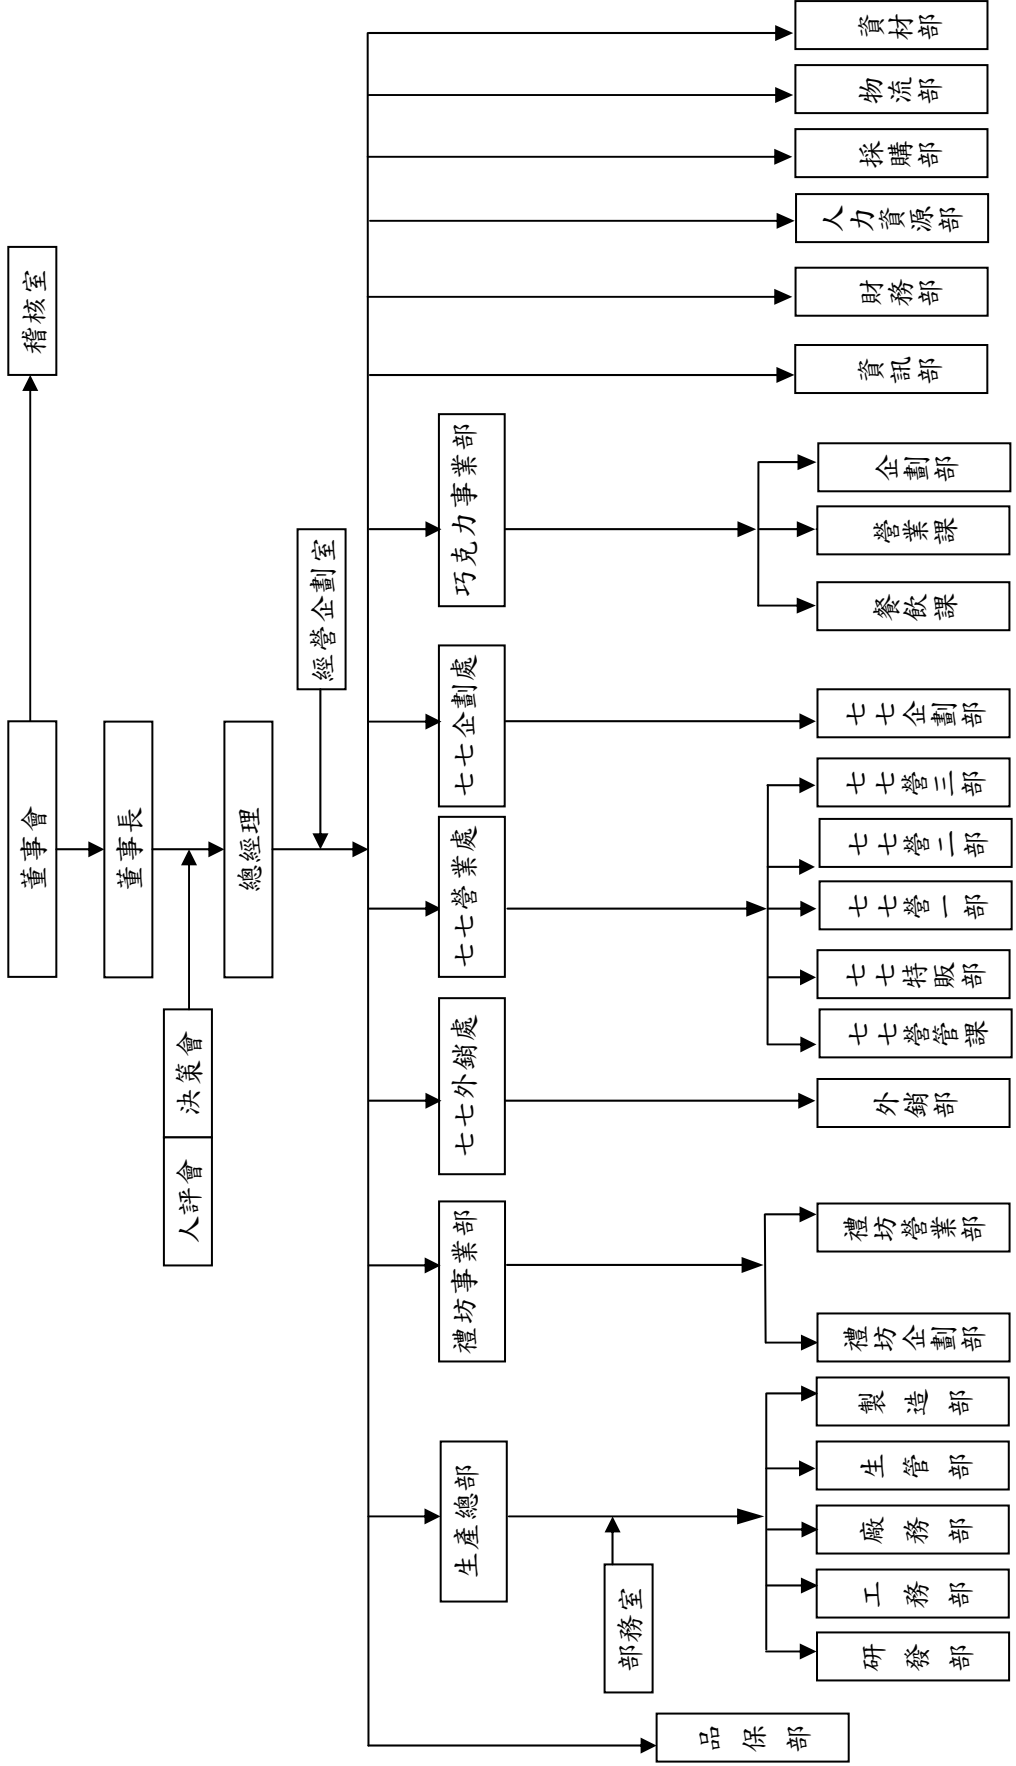 董事會
稽核室
董事長
決策會
人評會
總經理
經營企劃室
品保部
生產總部
禮坊事業部
七七外銷處
七七營業處
七七企劃處
巧克力事業部
資訊部
財務部
人力資源部
採購部
物流部
資材部
部務室
研發部
工務部
廠務部
生管部
製造部
禮坊企劃部
禮坊營業部
外銷部
七七營管課
七七特販部
七七營一部
七七營二部
七七營三部
七七企劃部
餐飲課
營業課
企劃部